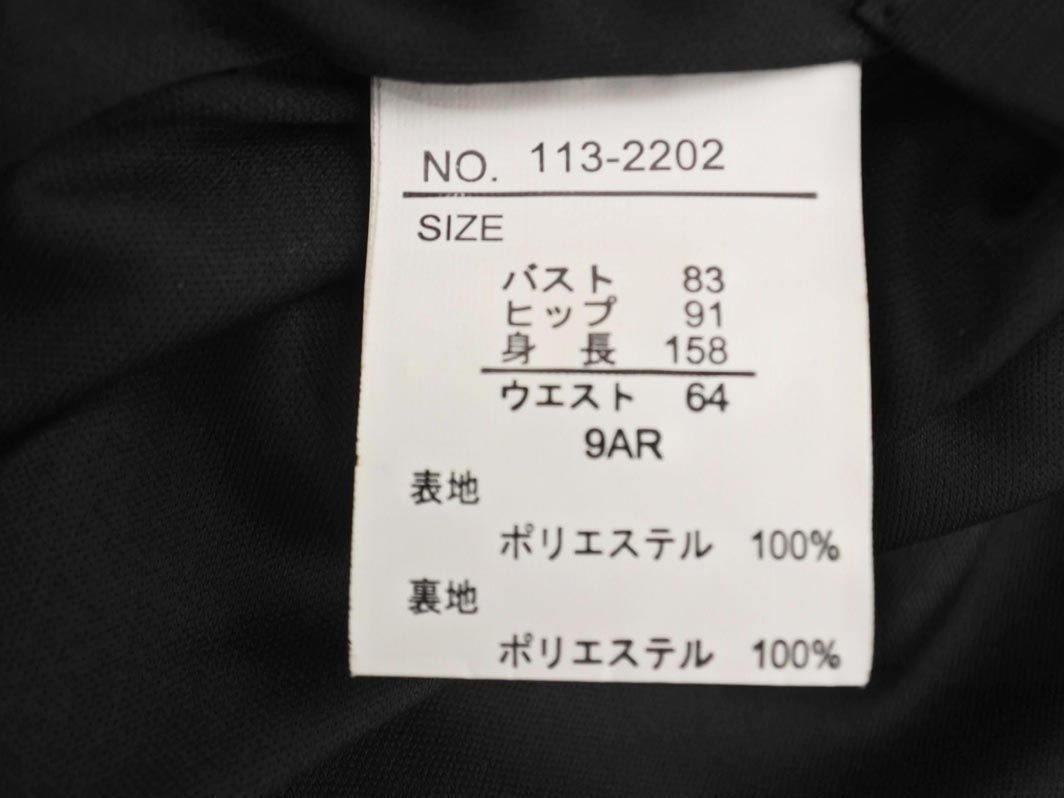 NO. 113-2202
SIZE
バスト 83
ヒップ 91
身 長 158
ウエスト 64
9AR
表地
ポリエステル 100%
裏地
ポリエステル 100%